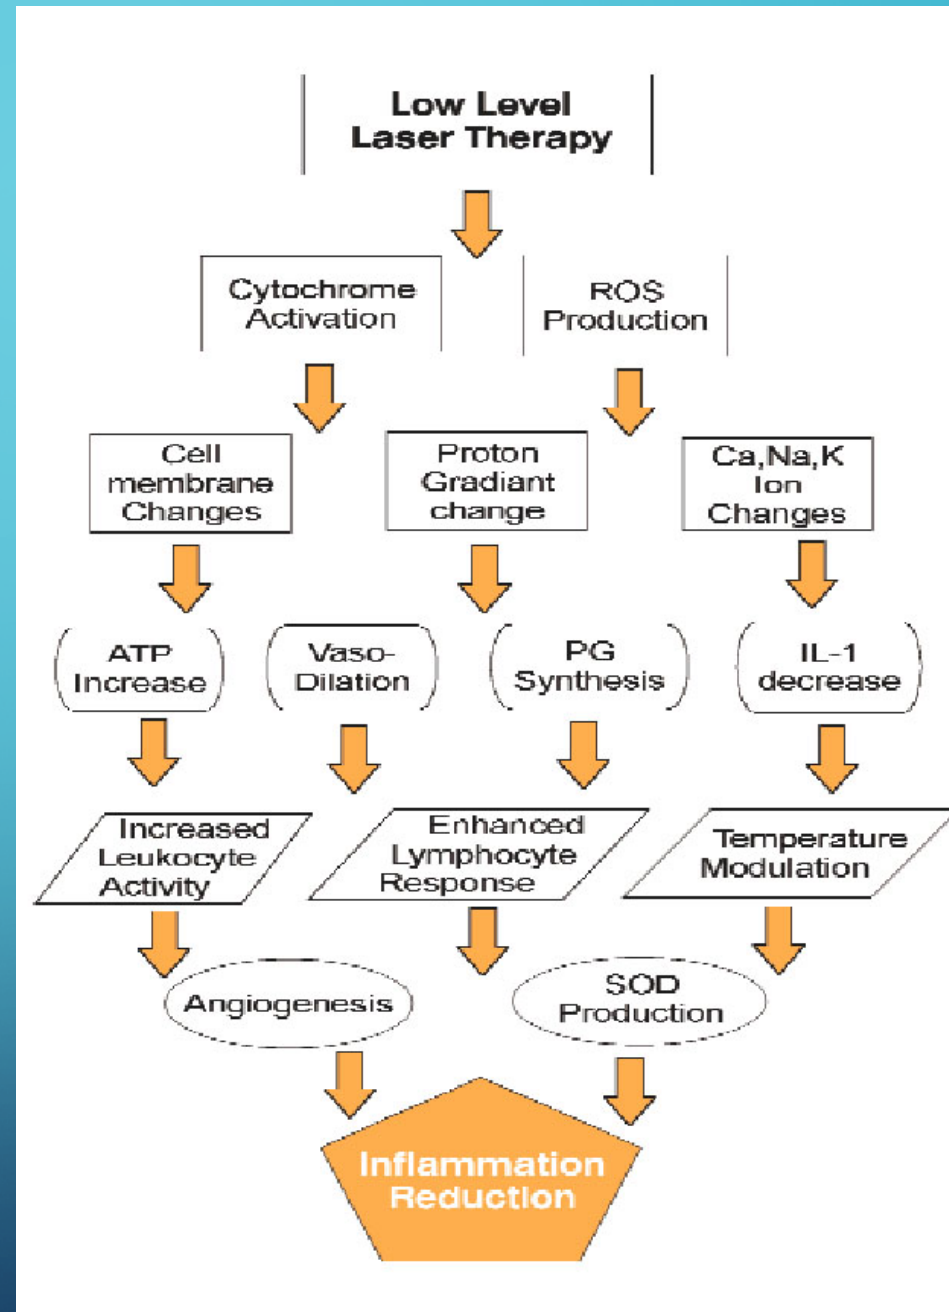 Low Level
Laser Therapy
Cytochrome
Activation
ROS
Production
Cell
membrane
Changes
Proton
Gradiant
change
Ca,Na,K
Ion
Changes
ATP
Increase
Vaso-
Dilation
PG
Synthesis
IL-1
decrease
Increased
Leukocyte
Activity
Enhanced
Lymphocyte
Response
Temperature
Modulation
Angiogenesis
SOD
Production
Inflammation
Reduction